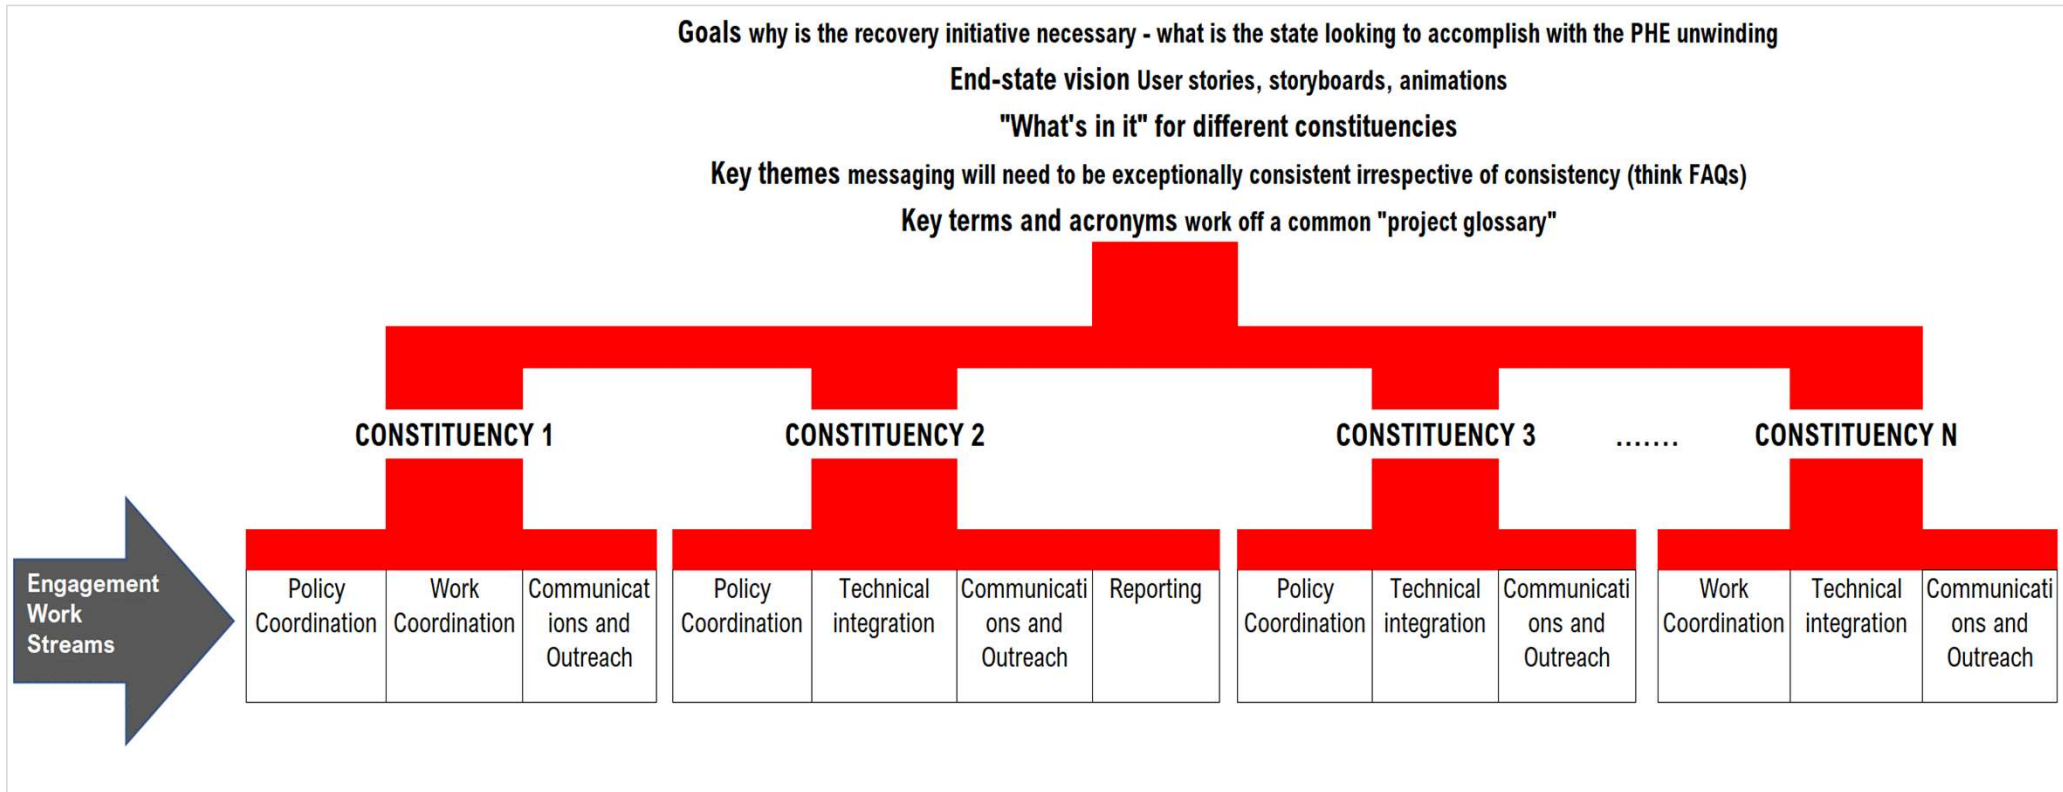 Goals why is the recovery initiative necessary - what is the state looking to accomplish with the PHE unwinding
End-state vision User stories, storyboards, animations
"What's in it" for different constituencies
Key themes messaging will need to be exceptionally consistent irrespective of consistency (think FAQs)
Key terms and acronyms work off a common "project glossary"
CONSTITUENCY 1
CONSTITUENCY 2
CONSTITUENCY 3
.......
CONSTITUENCY N
Engagement
Work
Streams
Policy
Coordination
Work
Coordination
Communicat
ions and
Outreach
Policy
Coordination
Technical
integration
Communicati
ons and
Outreach
Reporting
Policy
Coordination
Technical
integration
Communicati
ons and
Outreach
Work
Coordination
Technical
integration
Communicati
ons and
Outreach